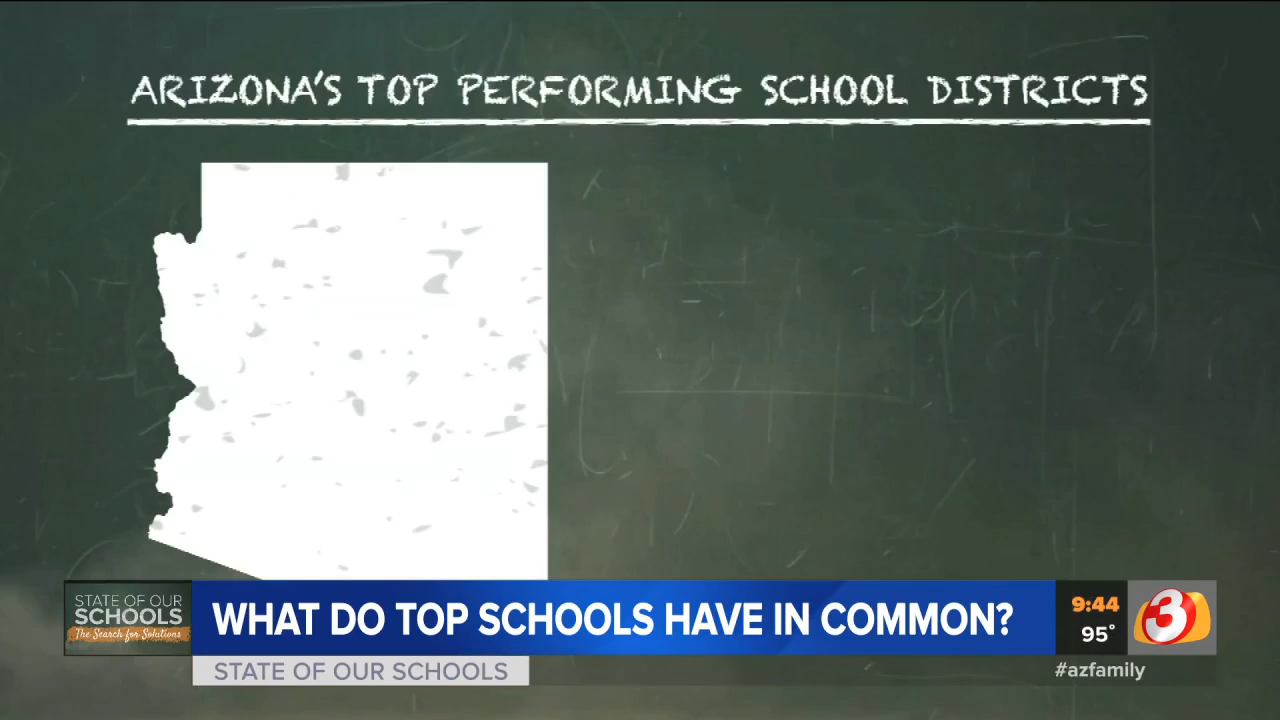 ARIZONA'S TOP PERFORMING SCHOOL DISTRICTS
STATE OF OUR
SCHOOLS
The Search for Solutions
WHAT DO TOP SCHOOLS HAVE IN COMMON?
9:44
95°
3
STATE OF OUR SCHOOLS
#azfamily